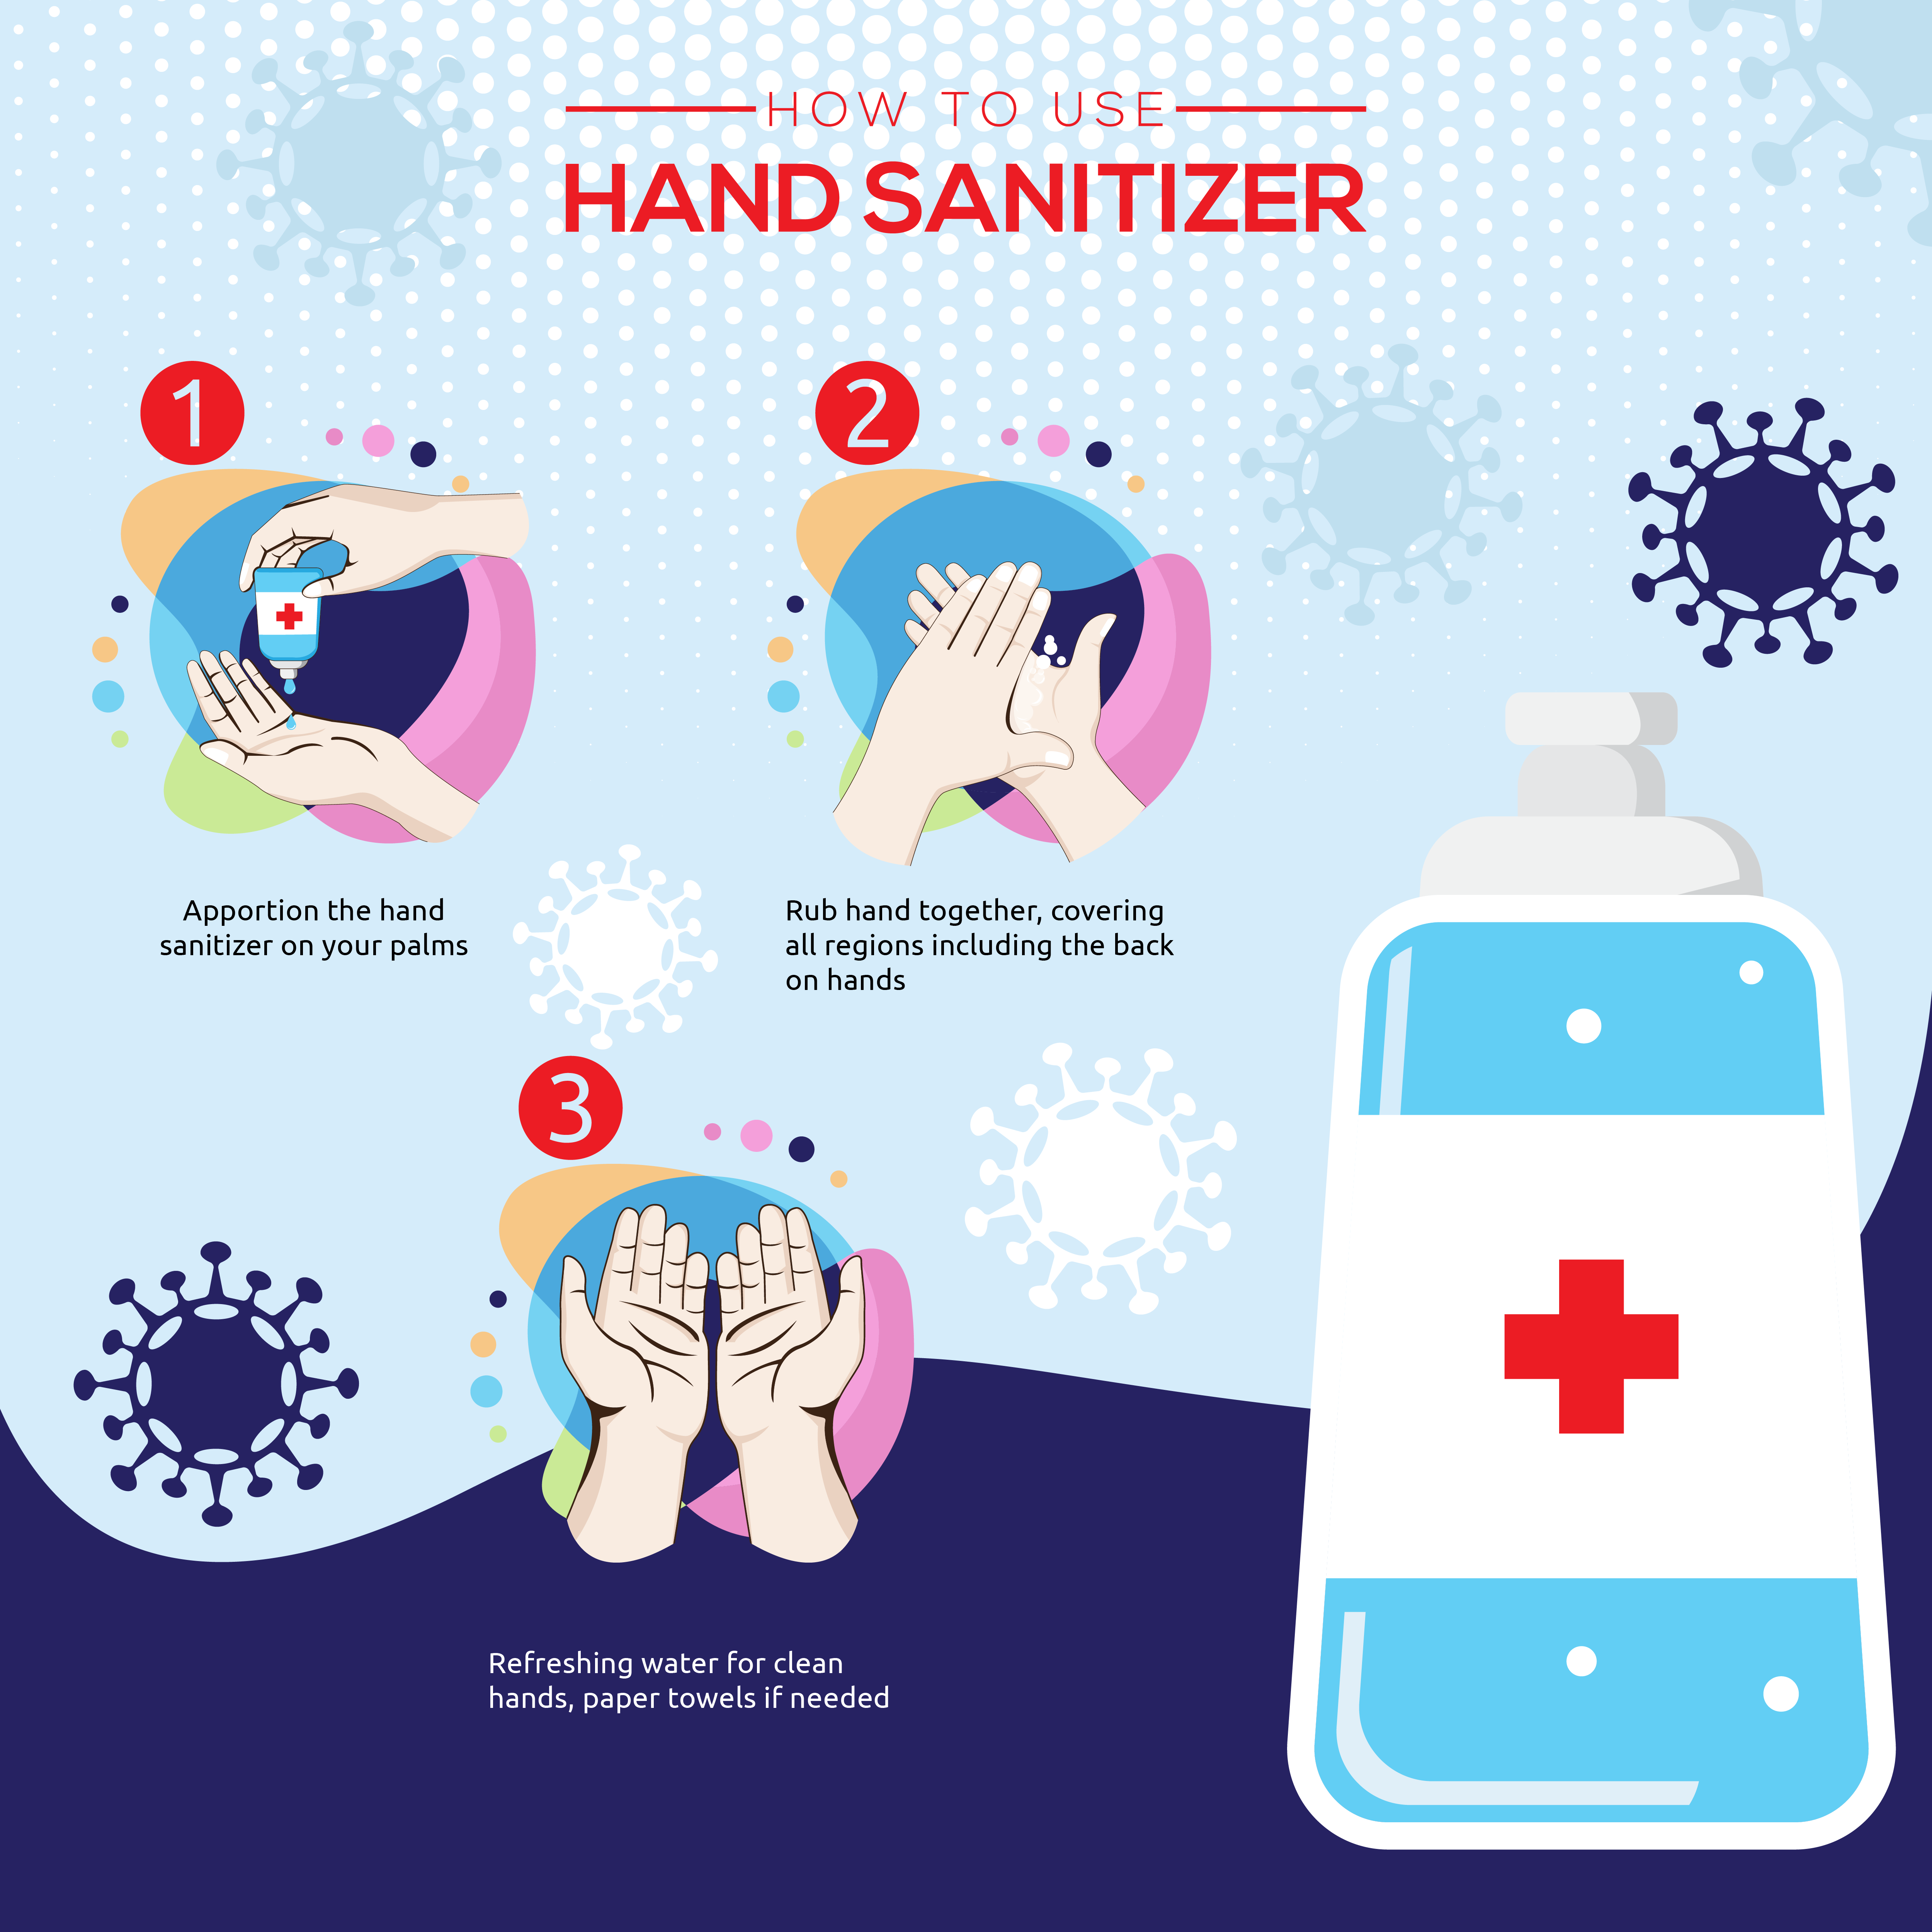 HOW TO USE
HAND SANITIZER
1
Apportion the hand
sanitizer on your palms
2
Rub hand together, covering
all regions including the back
on hands
3
Refreshing water for clean
hands, paper towels if needed